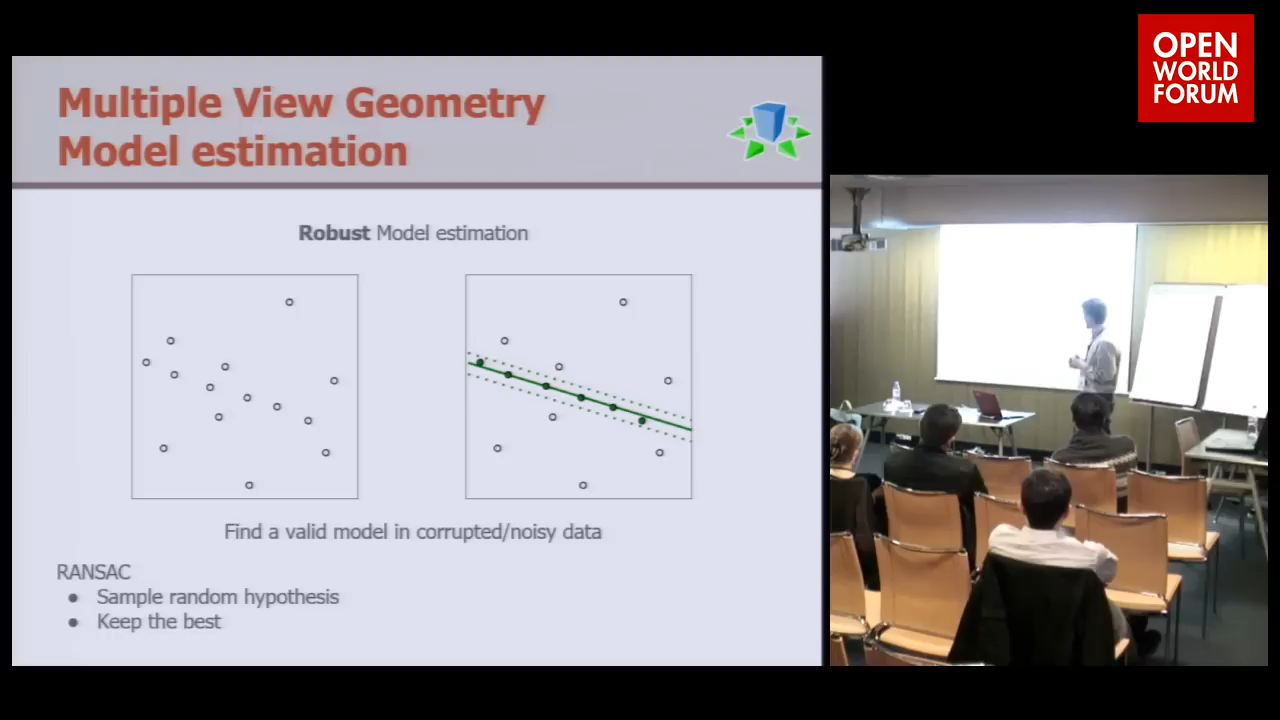 OPEN
WORLD
FORUM
Multiple View Geometry
Model estimation
Robust Model estimation
Find a valid model in corrupted/noisy data
RANSAC
● Sample random hypothesis
● Keep the best